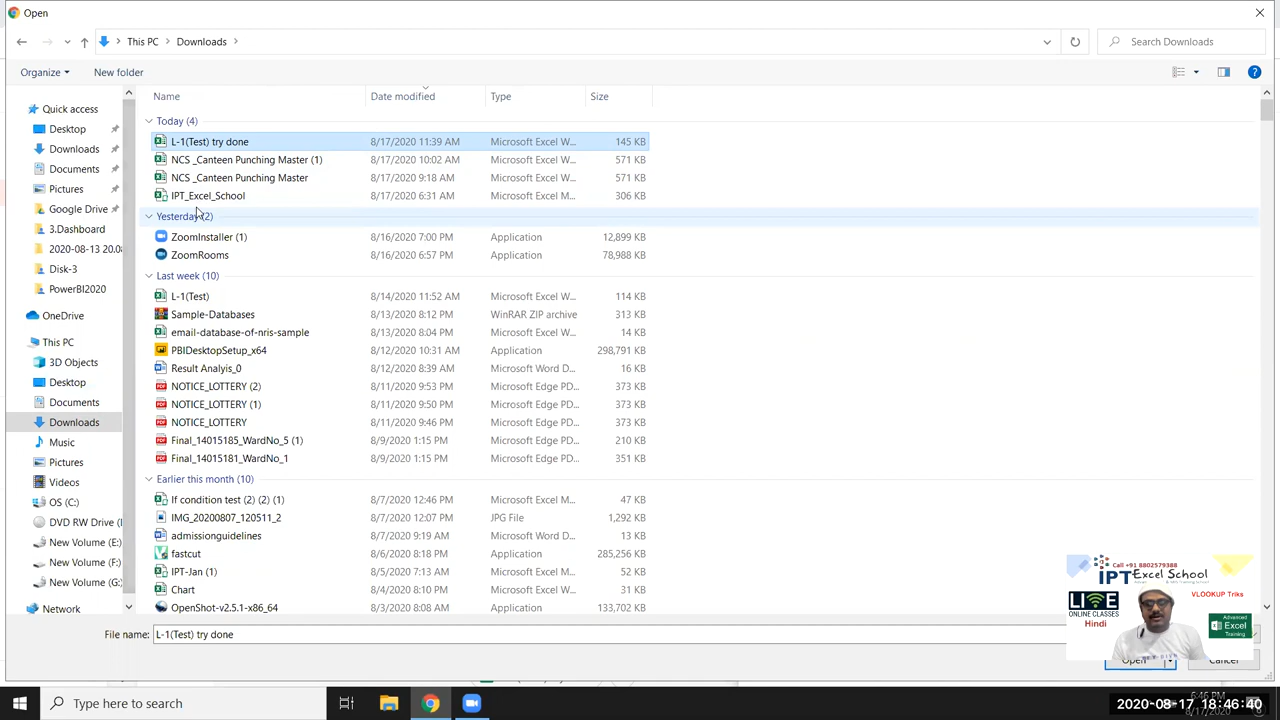 Open
This PC
Downloads
Search Downloads
Organize
New folder
Name
Date modified
Type
Size
Quick access
Desktop
Downloads
Documents
Pictures
Google Drive
3.Dashboard
2020-08-13 20.0
Disk-3
PowerBI2020
OneDrive
This PC
3D Objects
Desktop
Documents
Downloads
Music
Pictures
Videos
OS (C:)
DVD RW Drive (
New Volume (E:)
New Volume (F:)
New Volume (G:)
Network
Today (4)
L-1(Test) try done 8/17/2020 11:39 AM Microsoft Excel W... 145 KB
NCS _Canteen Punching Master (1) 8/17/2020 10:02 AM Microsoft Excel W... 571 KB
NCS _Canteen Punching Master 8/17/2020 9:18 AM Microsoft Excel W... 571 KB
IPT_Excel_School 8/17/2020 6:31 AM Microsoft Excel M... 306 KB
Yesterday (2)
ZoomInstaller (1) 8/16/2020 7:00 PM Application 12,899 KB
ZoomRooms 8/16/2020 6:57 PM Application 78,988 KB
Last week (10)
L-1(Test) 8/14/2020 11:52 AM Microsoft Excel W... 114 KB
Sample-Databases 8/13/2020 8:12 PM WinRAR ZIP archive 313 KB
email-database-of-nris-sample 8/13/2020 8:04 PM Microsoft Excel W... 14 KB
PBIDesktopSetup_x64 8/12/2020 10:31 AM Application 298,791 KB
Result Analyis_0 8/12/2020 8:39 AM Microsoft Word D... 16 KB
NOTICE_LOTTERY (2) 8/11/2020 9:53 PM Microsoft Edge PD... 373 KB
NOTICE_LOTTERY (1) 8/11/2020 9:50 PM Microsoft Edge PD... 373 KB
NOTICE_LOTTERY 8/11/2020 9:46 PM Microsoft Edge PD... 373 KB
Final_14015185_WardNo_5 (1) 8/9/2020 1:15 PM Microsoft Edge PD... 210 KB
Final_14015181_WardNo_1 8/9/2020 1:15 PM Microsoft Edge PD... 351 KB
Earlier this month (10)
If condition test (2) (2) (1) 8/7/2020 12:46 PM Microsoft Excel M... 47 KB
IMG_20200807_120511_2 8/7/2020 12:07 PM JPG File 1,292 KB
admissionguidelines 8/7/2020 9:19 AM Microsoft Word D... 13 KB
fastcut 8/6/2020 8:18 PM Application 285,256 KB
IPT-Jan (1) 8/5/2020 7:13 AM Microsoft Excel M... 52 KB
Chart 8/4/2020 8:10 PM Microsoft Excel M... 31 KB
OpenShot-v2.5.1-x86_64 8/3/2020 8:08 AM Application 133,702 KB
Call +91 8802579388
IPT Excel School
LIVE
ONLINE CLASSES
Hindi
VLOOKUP Triks
Advanced
Excel
Training
File name: L-1(Test) try done
Open
Cancel
Type here to search
6:46 PM
8/17/2020
2020-08-17 18:46:40